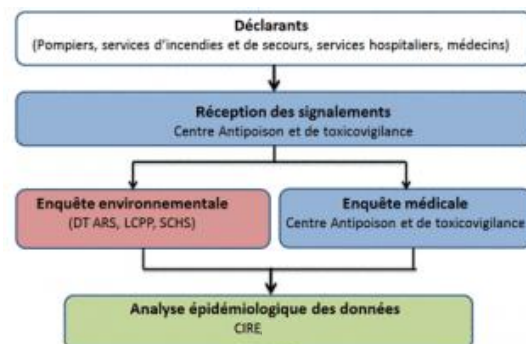 Déclarants
(Pompiers, services d'incendies et de secours, services hospitaliers, médecins)
Réception des signalements
Centre Antipoison et de toxicovigilance
Enquête environnementale
(DT ARS, LCPP, SCHS)
Enquête médicale
Centre Antipoison et de toxicovigilance
Analyse épidémiologique des données
CIRE